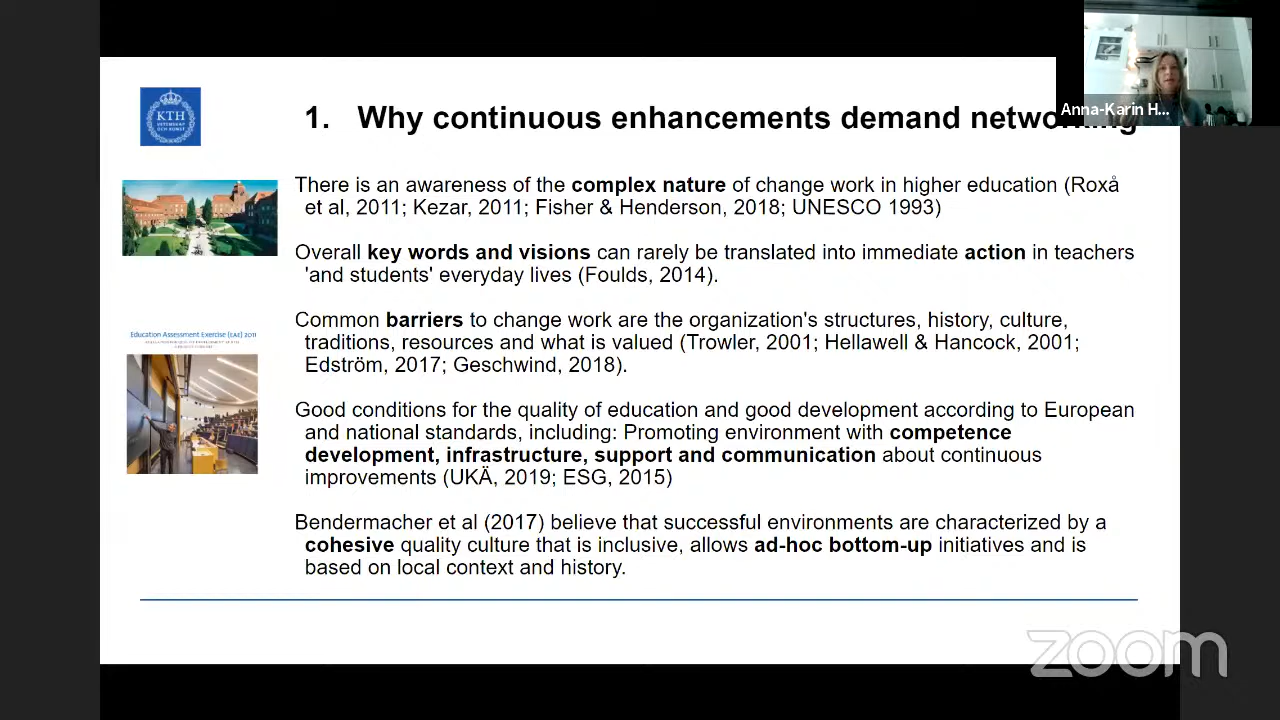 Anna-Karin H...
KTH
VETENSKAP
OCH KONST
1. Why continuous enhancements demand networking
There is an awareness of the complex nature of change work in higher education (Roxå
et al, 2011; Kezar, 2011; Fisher & Henderson, 2018; UNESCO 1993)
Overall key words and visions can rarely be translated into immediate action in teachers
'and students' everyday lives (Foulds, 2014).
Education Assessment Exercise (EAE) 2011
Common barriers to change work are the organization's structures, history, culture,
traditions, resources and what is valued (Trowler, 2001; Hellawell & Hancock, 2001;
Edström, 2017; Geschwind, 2018).
Good conditions for the quality of education and good development according to European
and national standards, including: Promoting environment with competence
development, infrastructure, support and communication about continuous
improvements (UKÄ, 2019; ESG, 2015)
Bendermacher et al (2017) believe that successful environments are characterized by a
cohesive quality culture that is inclusive, allows ad-hoc bottom-up initiatives and is
based on local context and history.
zoom